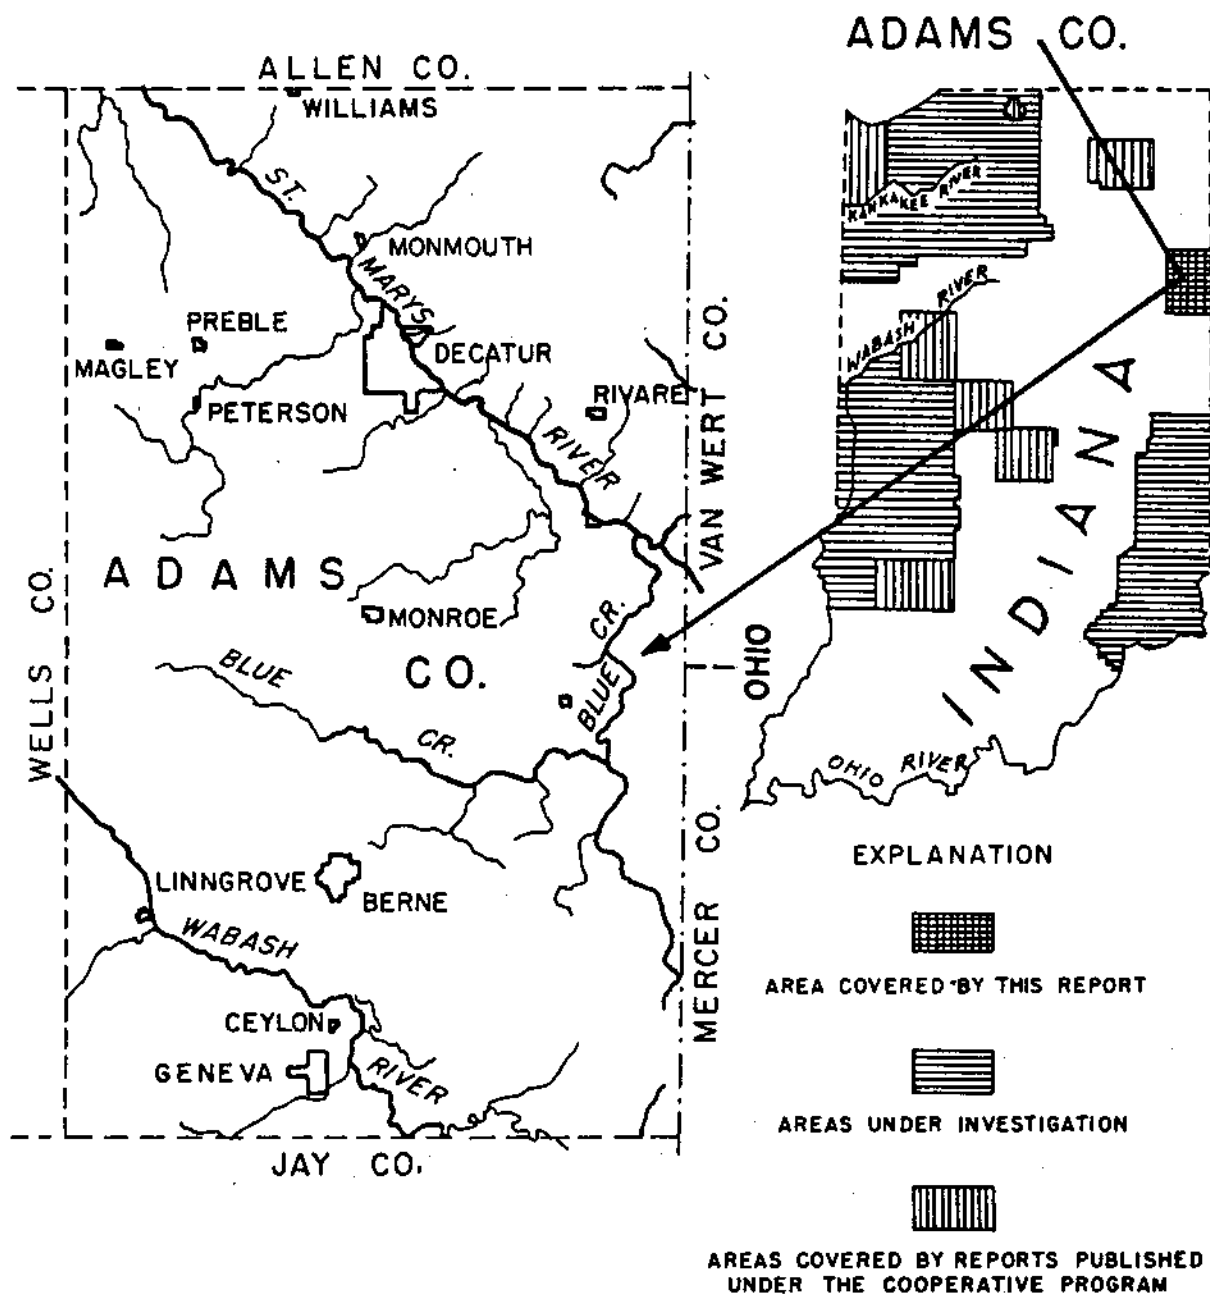 ADAMS CO.
ALLEN CO.
WILLIAMS
ST. MARYS RIVER
MONMOUTH
PREBLE
MAGLEY
DECATUR
PETERSON
RIVARE
VAN WERT CO.
ADAMS
CO.
MONROE
WELLS CO.
BLUE CR.
BLUE CR.
OHIO
LINNGROVE
BERNE
WABASH RIVER
MERCER CO.
CEYLON
GENEVA
JAY CO.
KANKAKEE RIVER
WABASH RIVER
INDIANA
OHIO RIVER
EXPLANATION
AREA COVERED BY THIS REPORT
AREAS UNDER INVESTIGATION
AREAS COVERED BY REPORTS PUBLISHED
UNDER THE COOPERATIVE PROGRAM